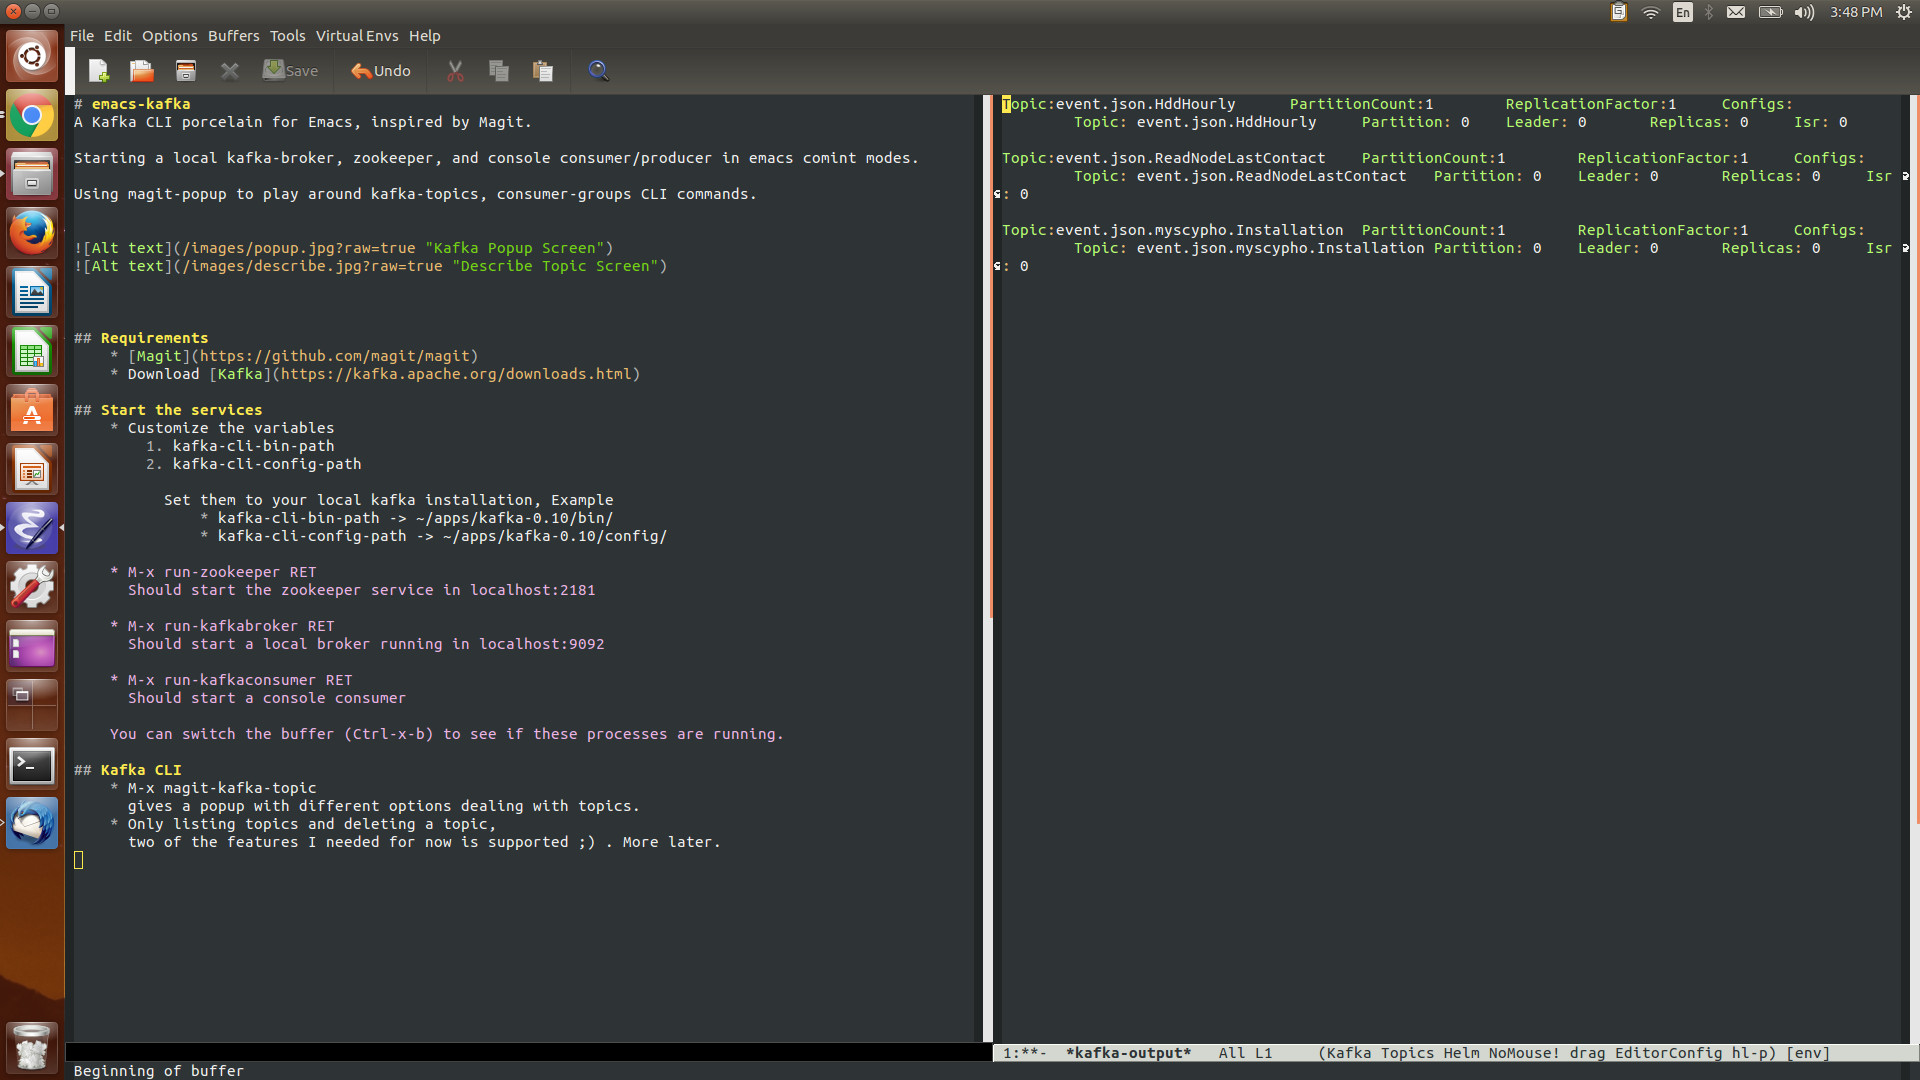 En
3:48 PM
File Edit Options Buffers Tools Virtual Envs Help
Save Undo
# emacs-kafka
A Kafka CLI porcelain for Emacs, inspired by Magit.
Starting a local kafka-broker, zookeeper, and console consumer/producer in emacs comint modes.
Using magit-popup to play around kafka-topics, consumer-groups CLI commands.
![Alt text](/images/popup.jpg?raw=true "Kafka Popup Screen")
![Alt text](/images/describe.jpg?raw=true "Describe Topic Screen")
## Requirements
* [Magit](https://github.com/magit/magit)
* Download [Kafka](https://kafka.apache.org/downloads.html)
## Start the services
* Customize the variables
1. kafka-cli-bin-path
2. kafka-cli-config-path
Set them to your local kafka installation, Example
* kafka-cli-bin-path -> ~/apps/kafka-0.10/bin/
* kafka-cli-config-path -> ~/apps/kafka-0.10/config/
* M-x run-zookeeper RET
Should start the zookeeper service in localhost:2181
* M-x run-kafkabroker RET
Should start a local broker running in localhost:9092
* M-x run-kafkaconsumer RET
Should start a console consumer
You can switch the buffer (Ctrl-x-b) to see if these processes are running.
## Kafka CLI
* M-x magit-kafka-topic
gives a popup with different options dealing with topics.
* Only listing topics and deleting a topic,
two of the features I needed for now is supported ;) . More later.
Topic:event.json.HddHourly PartitionCount:1 ReplicationFactor:1 Configs:
Topic: event.json.HddHourly Partition: 0 Leader: 0 Replicas: 0 Isr: 0
Topic:event.json.ReadNodeLastContact PartitionCount:1 ReplicationFactor:1 Configs:
Topic: event.json.ReadNodeLastContact Partition: 0 Leader: 0 Replicas: 0 Isr
: 0
Topic:event.json.myscypho.Installation PartitionCount:1 ReplicationFactor:1 Configs:
Topic: event.json.myscypho.Installation Partition: 0 Leader: 0 Replicas: 0 Isr
: 0
1:**- *kafka-output* All L1 (Kafka Topics Helm NoMouse! drag EditorConfig hl-p) [env]
Beginning of buffer